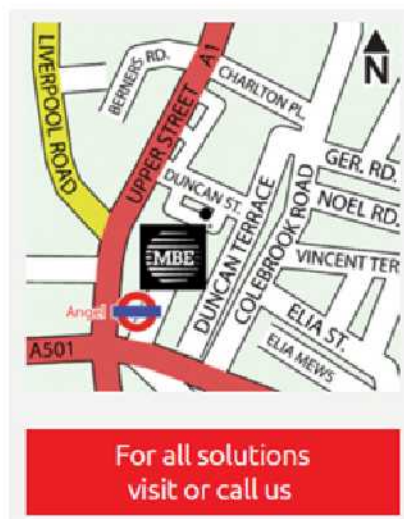 LIVERPOOL ROAD
BERNERS RD.
UPPER STREET A1
CHARLTON PL.
N
GER. RD.
NOEL RD.
DUNCAN ST.
DUNCAN TERRACE
COLEBROOK ROAD
VINCENT TER
MBE
Angel
ELIA ST.
ELIA MEWS
A501
For all solutions
visit or call us